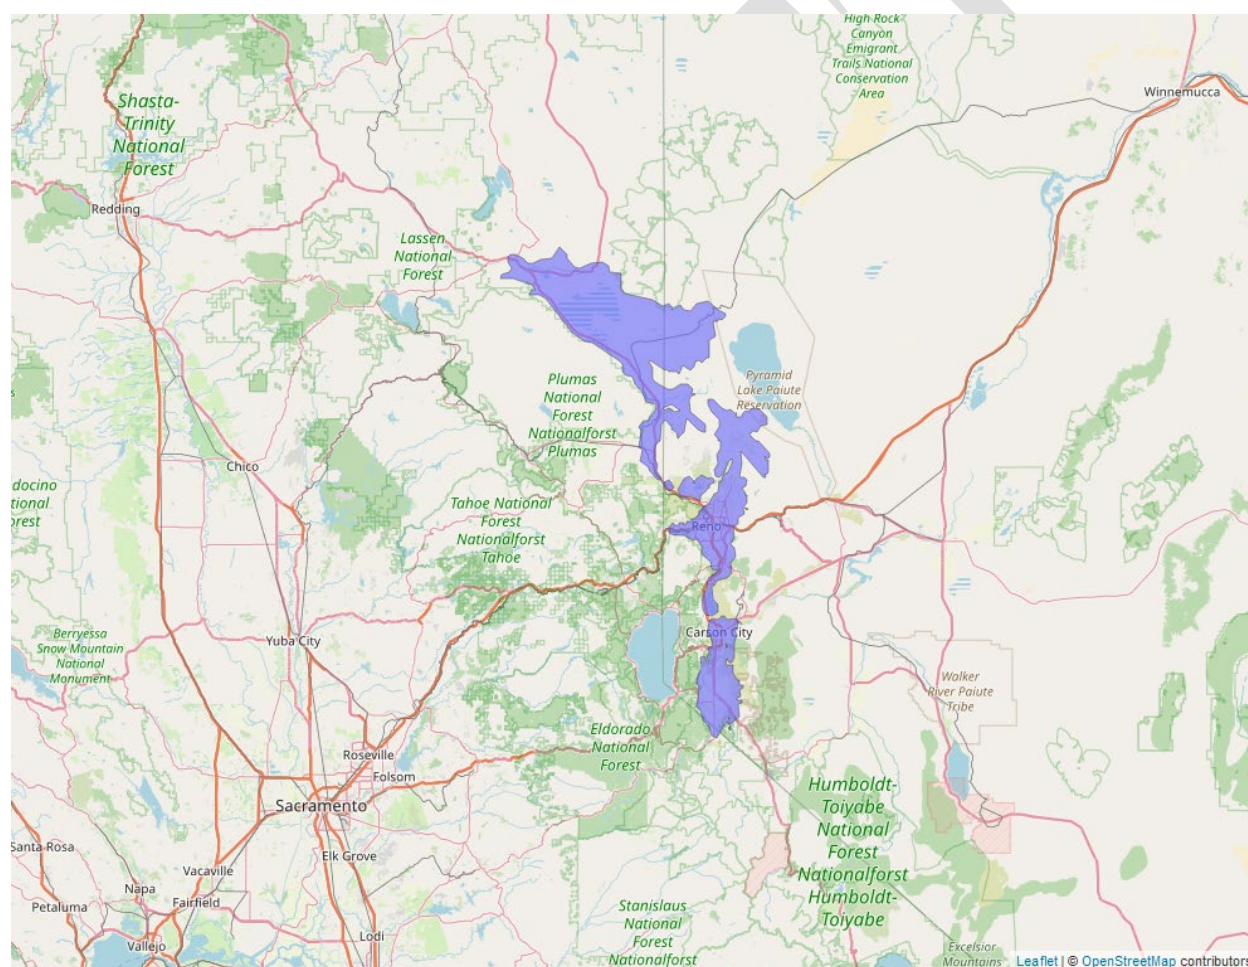 High Rock
Canyon
Emigrant
Trails National
Conservation
Area
Winnemucca
Shasta-
Trinity
National
Forest
Redding
Lassen
National
Forest
Pyramid
Lake Paiute
Reservation
Plumas
National
Forest
Nationalforst
Plumas
Chico
docino
tional
orest
Tahoe National
Forest
Nationalforst
Tahoe
Reno
Berryessa
Snow Mountain
National
Monument
Yuba City
Carson City
Walker
River Paiute
Tribe
Eldorado
National
Forest
Roseville
Folsom
Sacramento
Humboldt-
Toiyabe
National
Forest
Nationalforst
Humboldt-
Toiyabe
Santa Rosa
Elk Grove
Vacaville
Napa
Fairfield
Petaluma
Vallejo
Lodi
Stanislaus
National
Forest
Nationalforst
Excelsior
Mountains
Leaflet | © OpenStreetMap contributors